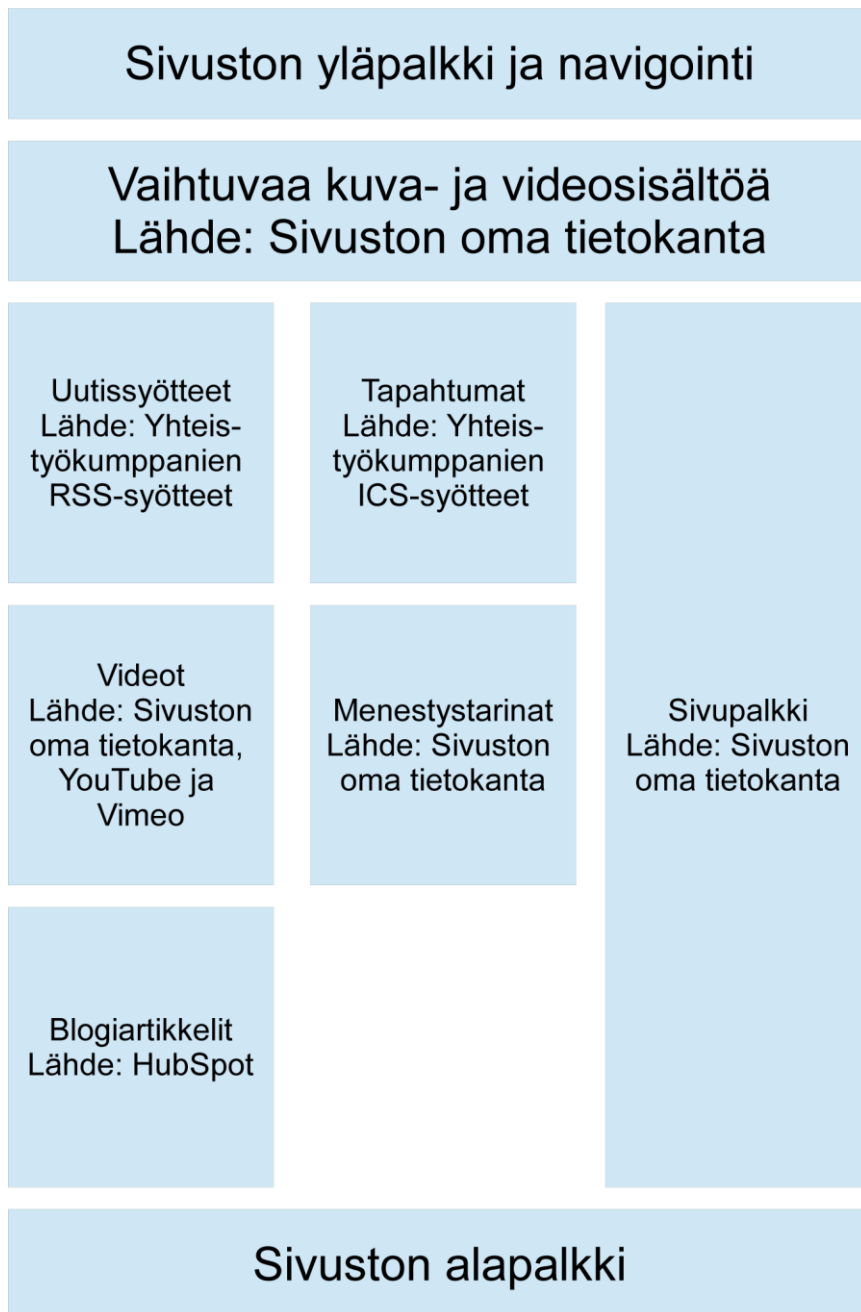 Sivuston yläpalkki ja navigointi
Vaihtuvaa kuva- ja videosisältöä
Lähde: Sivuston oma tietokanta
Uutissyötteet
Lähde: Yhteis-
työkumppanien
RSS-syötteet
Tapahtumat
Lähde: Yhteis-
työkumppanien
ICS-syötteet
Videot
Lähde: Sivuston
oma tietokanta,
YouTube ja
Vimeo
Menestystarinat
Lähde: Sivuston
oma tietokanta
Sivupalkki
Lähde: Sivuston
oma tietokanta
Blogiartikkelit
Lähde: HubSpot
Sivuston alapalkki